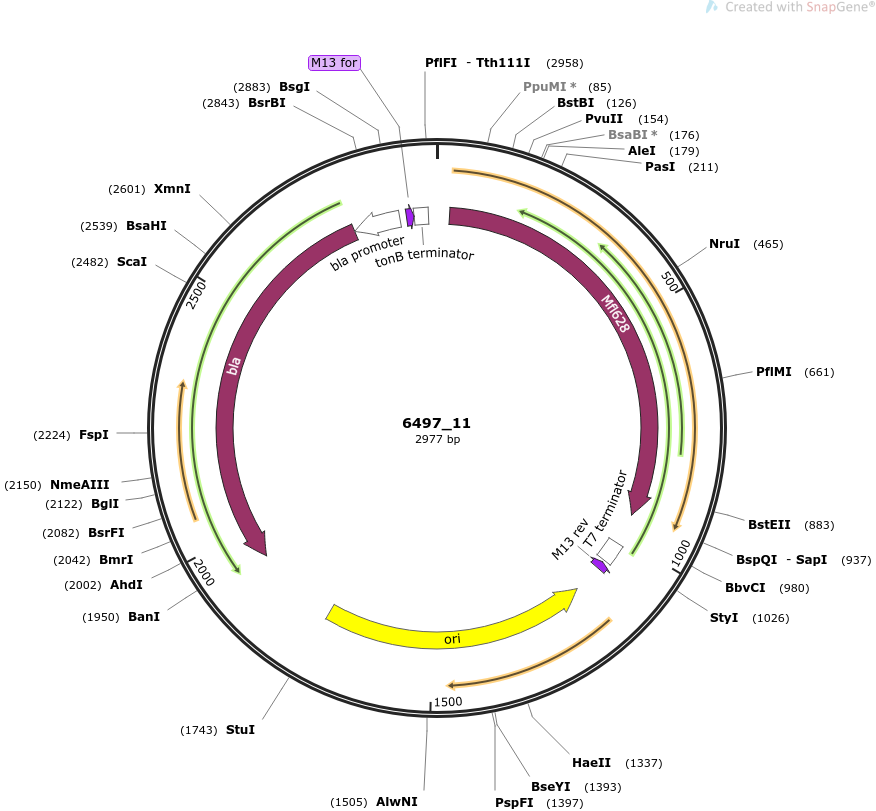 Created with SnapGene®
M13 for
PflFI - Tth111I (2958)
(2883) BsgI
(2843) BsrBI
PpuMI * (85)
BstBI (126)
PvuII (154)
BsaBI * (176)
AleI (179)
PasI (211)
(2601) XmnI
(2539) BsaHI
(2482) ScaI
NruI (465)
bla promoter
tonB terminator
2500
500
Mfl628
bla
PflMI (661)
6497_11
2977 bp
(2224) FspI
(2150) NmeAIII
(2122) BglI
(2082) BsrFI
(2042) BmrI
(2002) AhdI
(1950) BanI
2000
T7 terminator
M13 rev
1000
BstEII (883)
BspQI - SapI (937)
BbvCI (980)
StyI (1026)
ori
1500
(1743) StuI
HaeII (1337)
BseYI (1393)
(1505) AlwNI
PspFI (1397)